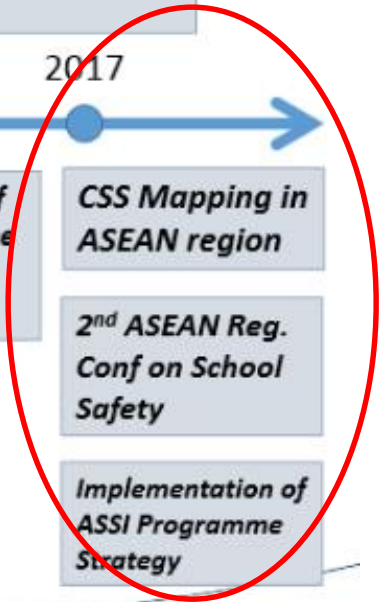 2017
f
e
CSS Mapping in
ASEAN region
2nd ASEAN Reg.
Conf on School
Safety
Implementation of
ASSI Programme
Strategy